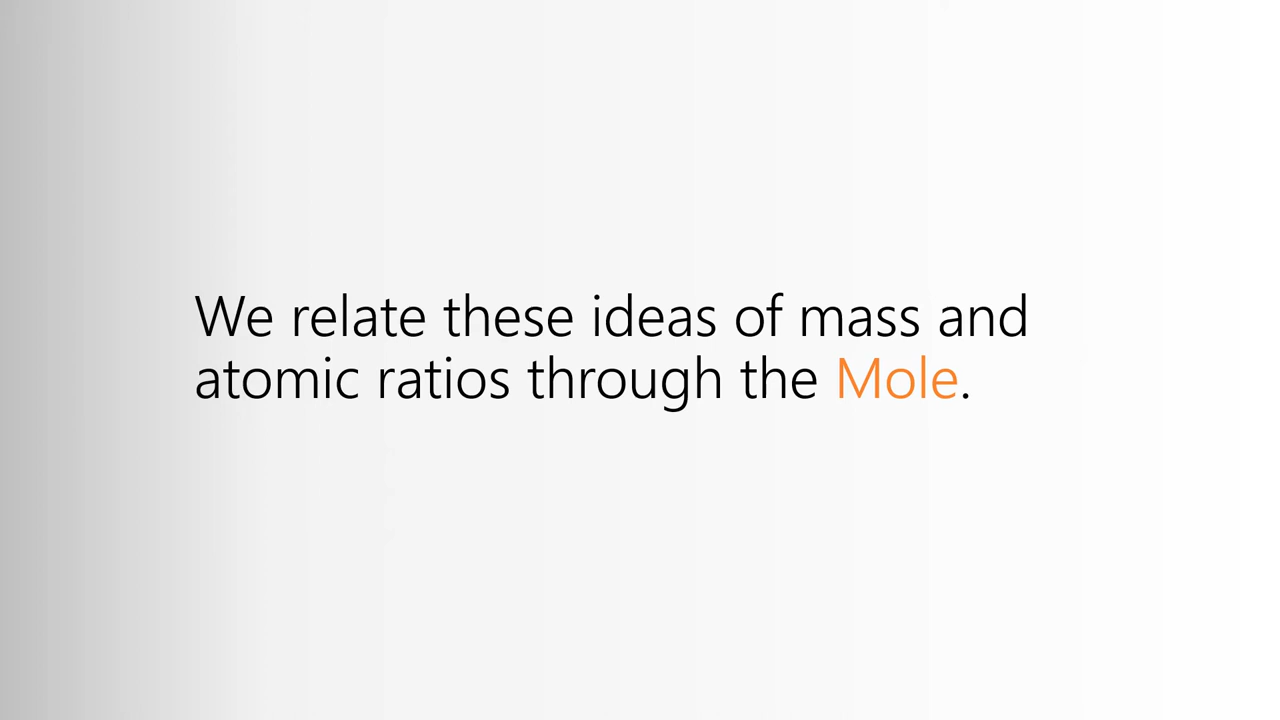 We relate these ideas of mass and
atomic ratios through the Mole.